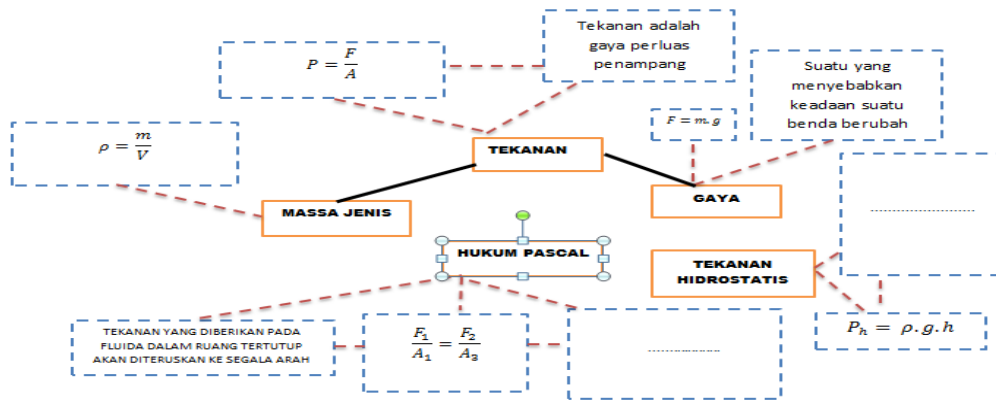 Tekanan adalah
gaya perluas
penampang
P = F/A
Suatu yang
menyebabkan
keadaan suatu
benda berubah
F = m.g
ρ = m/V
TEKANAN
MASSA JENIS
GAYA
........................
HUKUM PASCAL
TEKANAN
HIDROSTATIS
TEKANAN YANG DIBERIKAN PADA
FLUIDA DALAM RUANG TERTUTUP
AKAN DITERUSKAN KE SEGALA ARAH
F₁/A₁ = F₂/A₃
..................
Pₕ = ρ.g.h